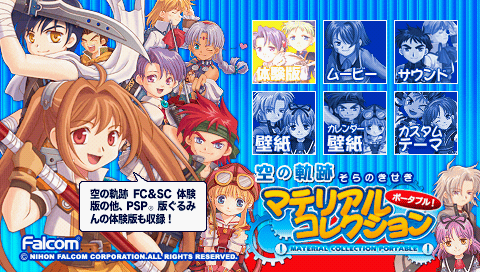 体験版
ムービー
サウンド
壁紙
カレンダー
壁紙
カスタム
テーマ
空の軌跡 FC&SC 体験
版の他、PSP® 版ぐるみ
んの体験版も収録!
空の軌跡 そらのきせき
マテリアル
ポータブル!
コレクション
MATERIAL COLLECTION PORTABLE
Falcom
© NIHON FALCOM CORPORATION.ALL RIGHTS RESERVED.